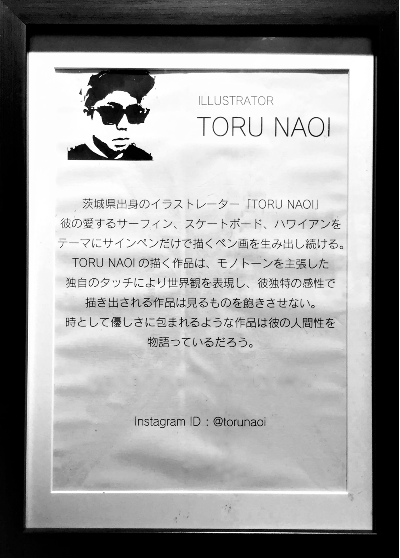 ILLUSTRATOR
TORU NAOI
茨城県出身のイラストレーター「TORU NAOI」
彼の愛するサーフィン、スケートボード、ハワイアンを
テーマにサインペンだけで描くペン画を生み出し続ける。
TORU NAOIの描く作品は、モノトーンを主張した
独自のタッチにより世界観を表現し、彼独特の感性で
描き出される作品は見るものを飽きさせない。
時として優しさに包まれるような作品は彼の人間性を
物語っているだろう。
Instagram ID : @torunaoi